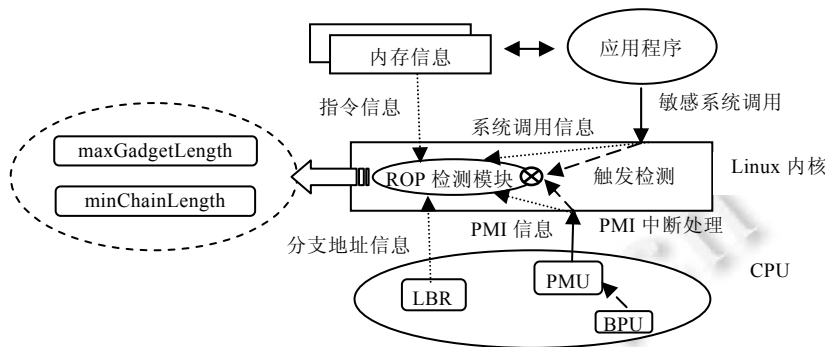 内存信息
应用程序
指令信息
系统调用信息
敏感系统调用
maxGadgetLength
minChainLength
ROP 检测模块
触发检测
Linux 内核
分支地址信息
PMI 信息
PMI 中断处理
CPU
LBR
PMU
BPU